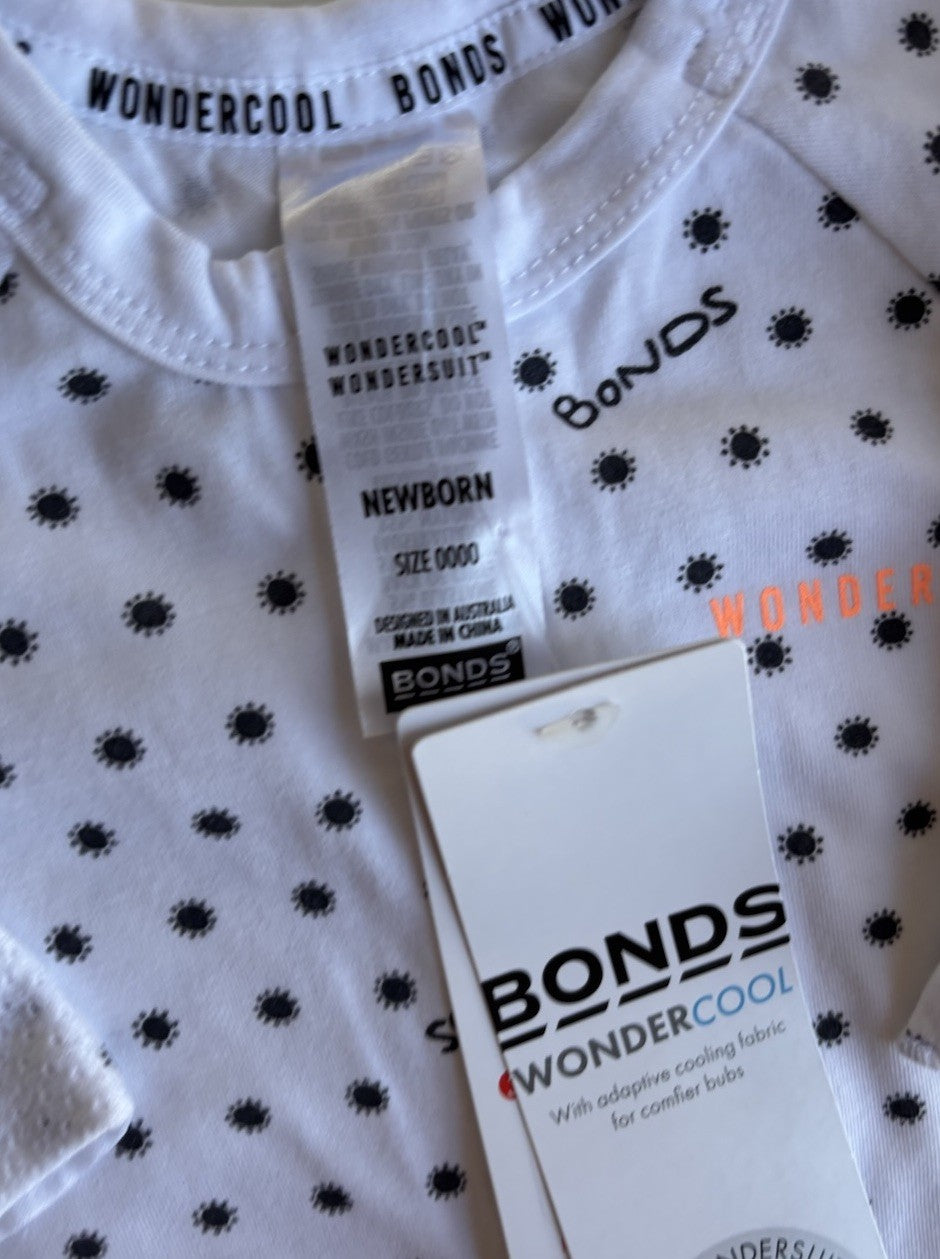 WONDERCOOL BONDS
WONDERCOOL™
WONDERSUIT™
NEWBORN
SIZE 0000
DESIGNED IN AUSTRALIA
MADE IN CHINA
BONDS®
BONDS
WONDER
BONDS
WONDERCOOL
With adaptive cooling fabric
for comfier bubs